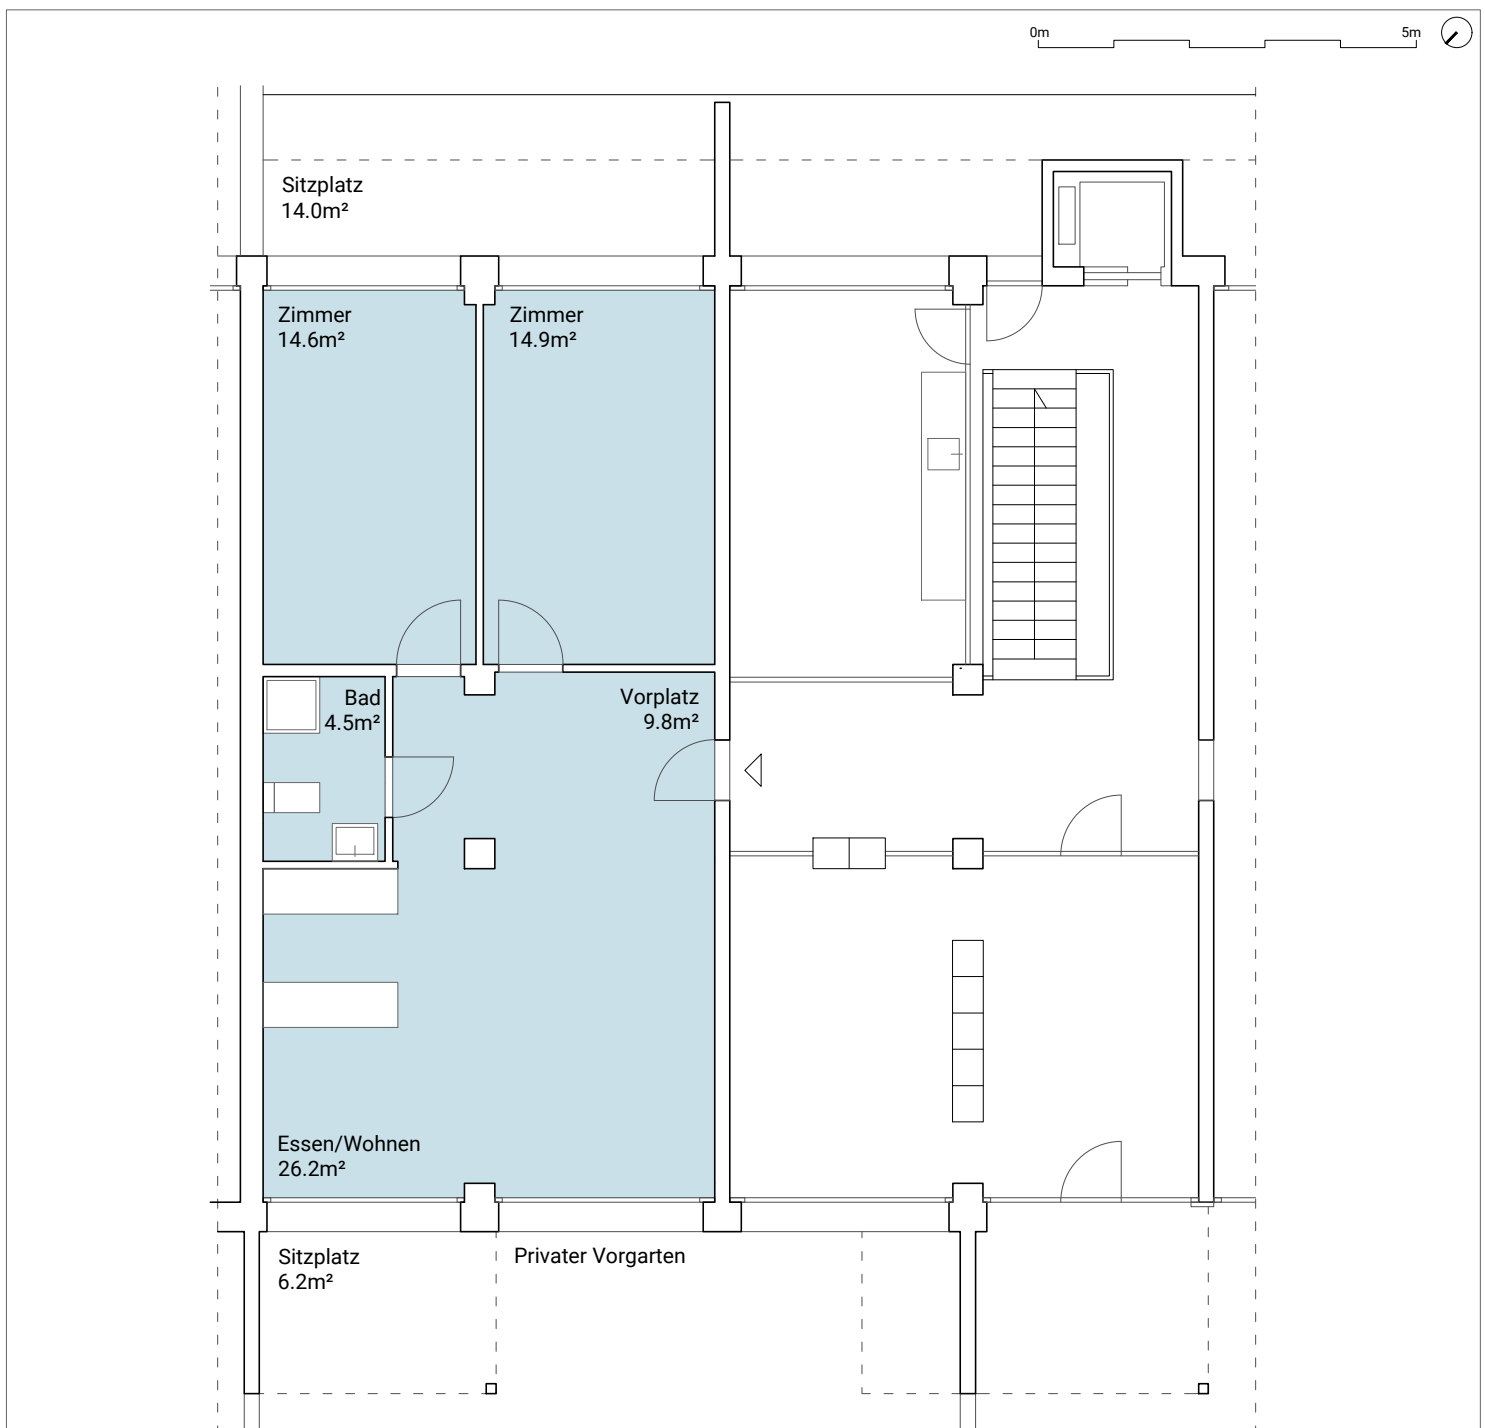 0m 5m
Sitzplatz
14.0m²
Zimmer
14.6m²
Zimmer
14.9m²
Bad
4.5m²
Vorplatz
9.8m²
Essen/Wohnen
26.2m²
Sitzplatz
6.2m²
Privater Vorgarten